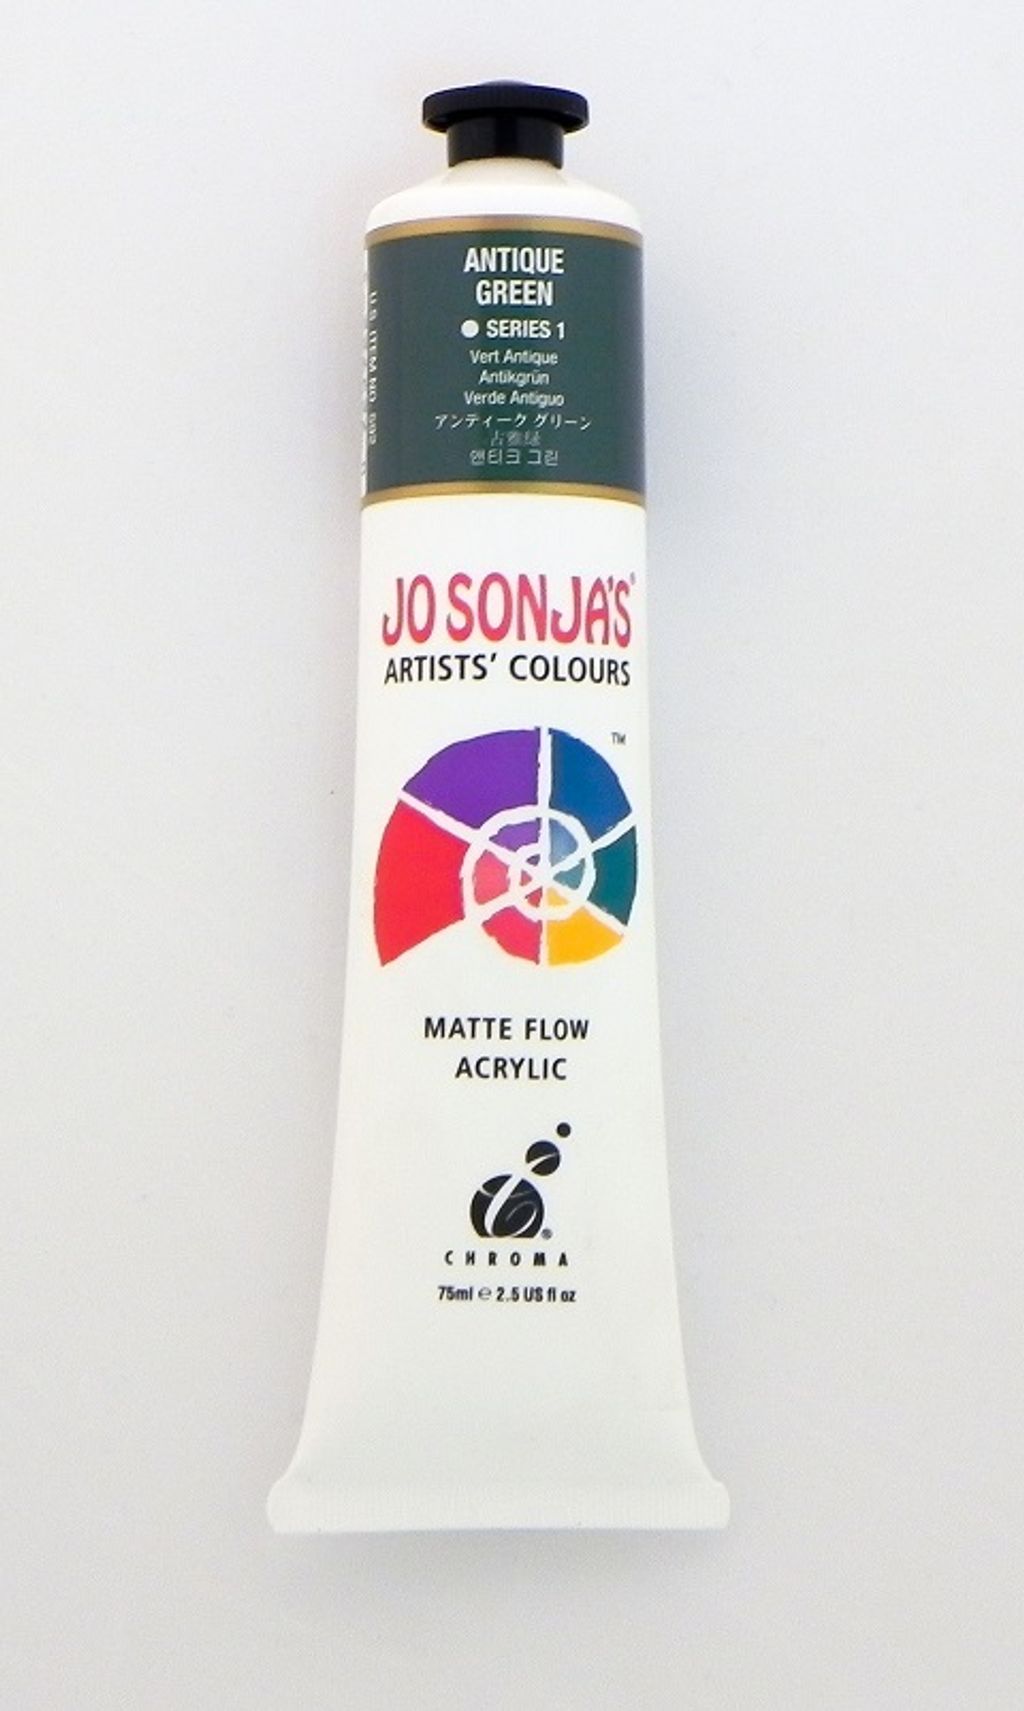 ANTIQUE
GREEN
SERIES 1
Vert Antique
Antikgrün
Verde Antiguo
アンティーク グリーン
古雅绿
앤티크 그린
U.S. ITEM NO
JO SONJA'S®
ARTISTS' COLOURS
™
MATTE FLOW
ACRYLIC
®
CHROMA
75ml ℮ 2.5 US fl oz